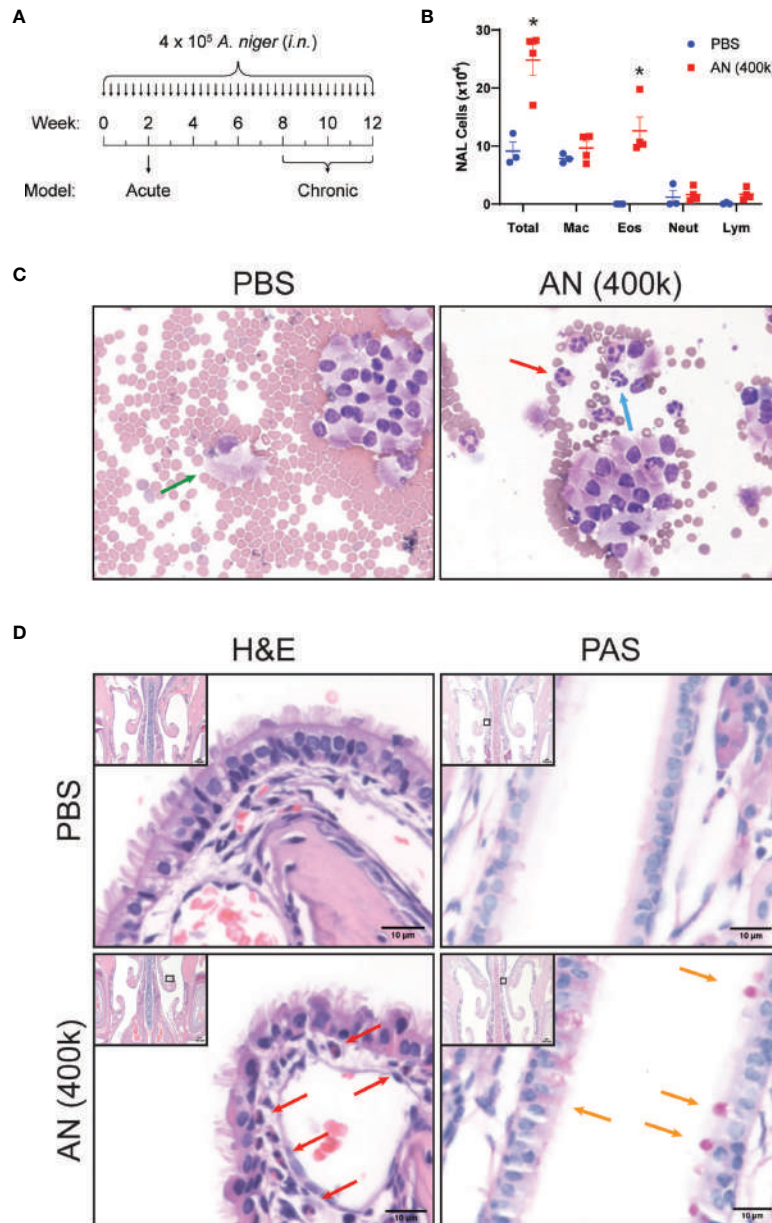 A
4 x 10⁵ A. niger (i.n.)
Week: 0 2 4 6 8 10 12
Model: Acute Chronic
B
NAL Cells (x10⁴)
30
20
10
0
* *
PBS
AN (400k)
Total Mac Eos Neut Lym
C
PBS AN (400k)
D
H&E PAS
PBS
10 µm 10 µm
AN (400k)
10 µm 10 µm